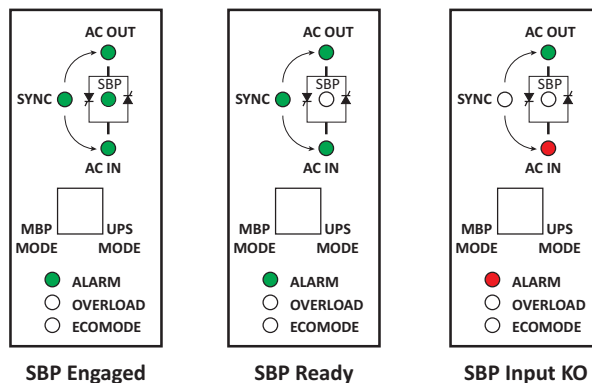 AC OUT
SBP
SYNC
AC IN
MBP MODE
UPS MODE
ALARM
OVERLOAD
ECOMODE
SBP Engaged
AC OUT
SBP
SYNC
AC IN
MBP MODE
UPS MODE
ALARM
OVERLOAD
ECOMODE
SBP Ready
AC OUT
SBP
SYNC
AC IN
MBP MODE
UPS MODE
ALARM
OVERLOAD
ECOMODE
SBP Input KO